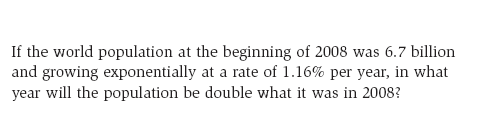 If the world population at the beginning of 2008 was 6.7 billion
and growing exponentially at a rate of 1.16% per year, in what
year will the population be double what it was in 2008?